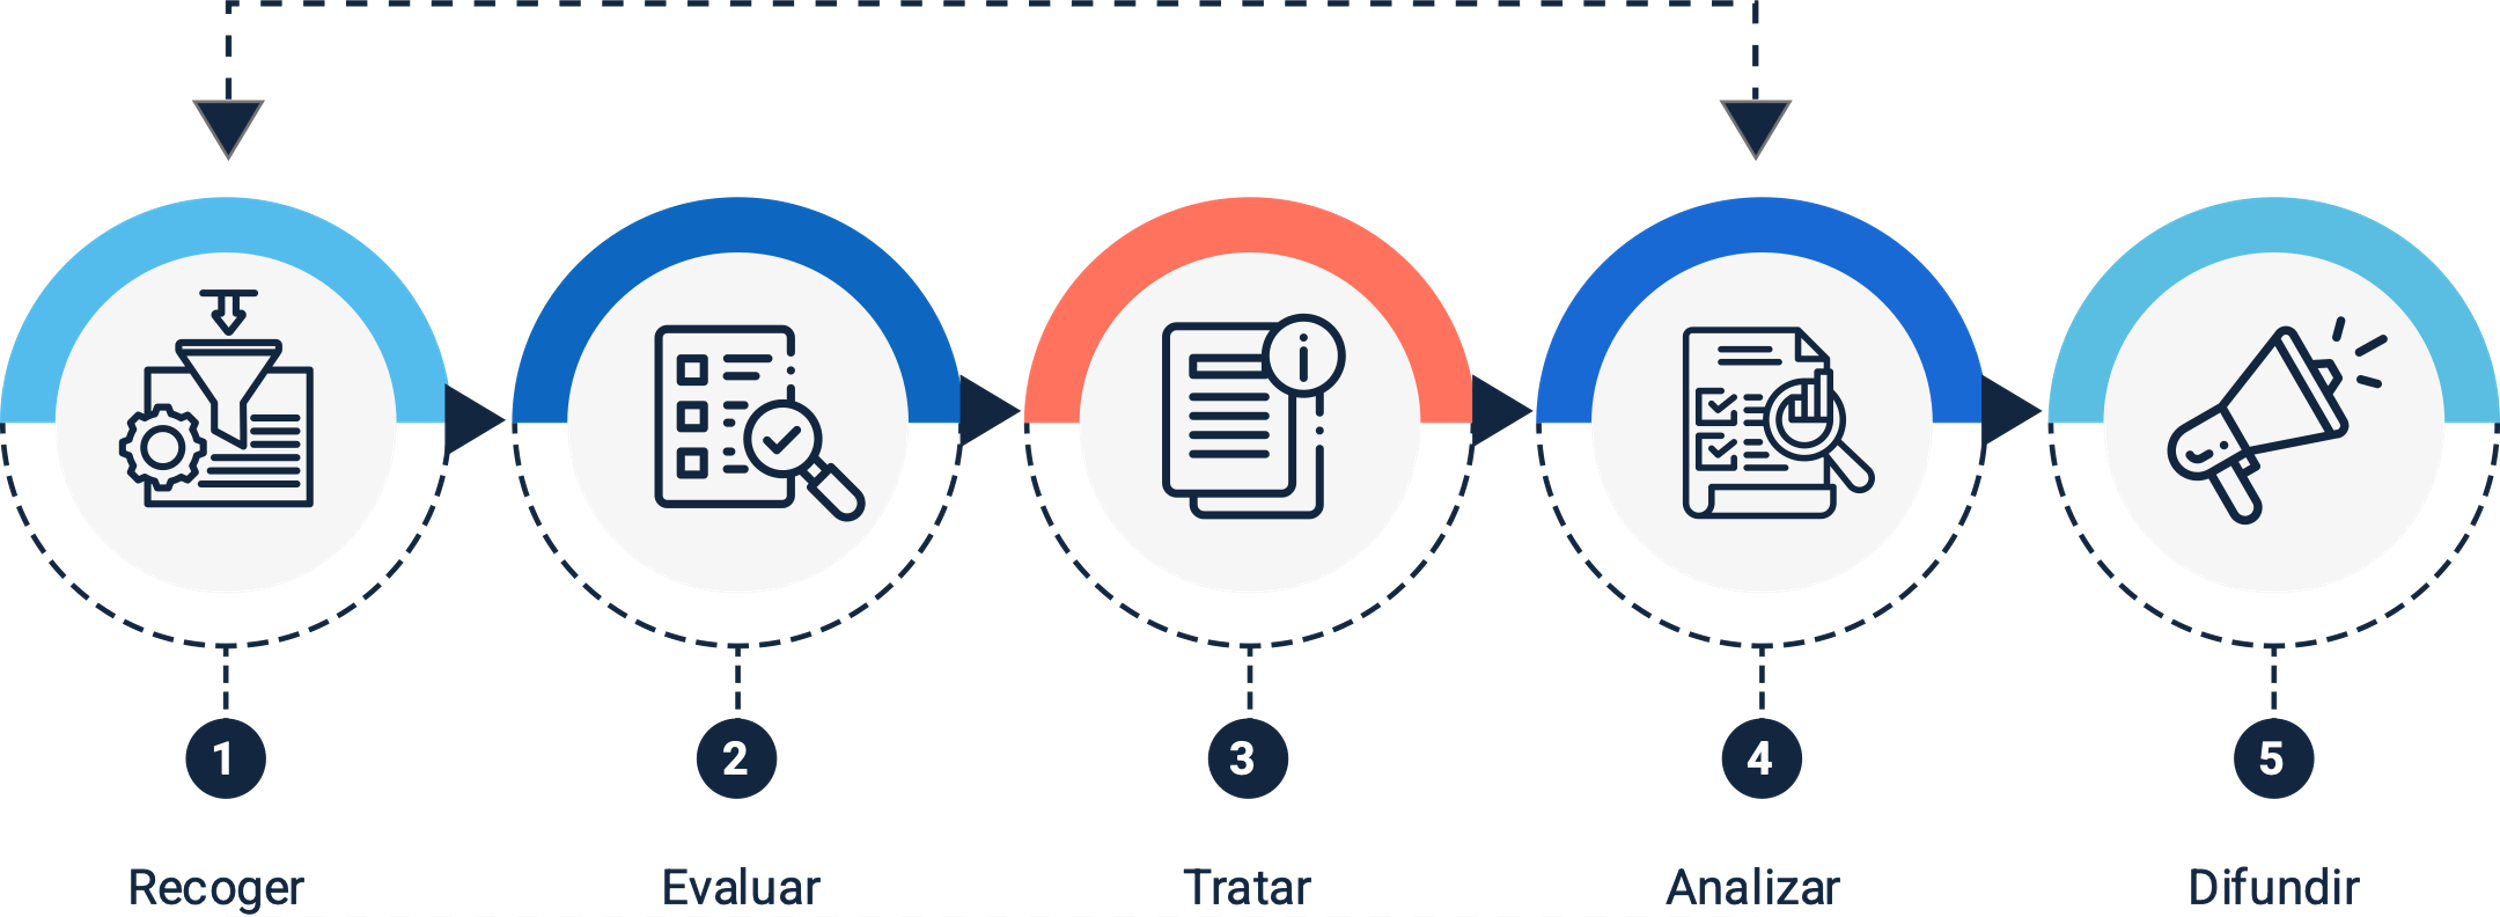 1
2
3
4
5
Recoger
Evaluar
Tratar
Analizar
Difundir